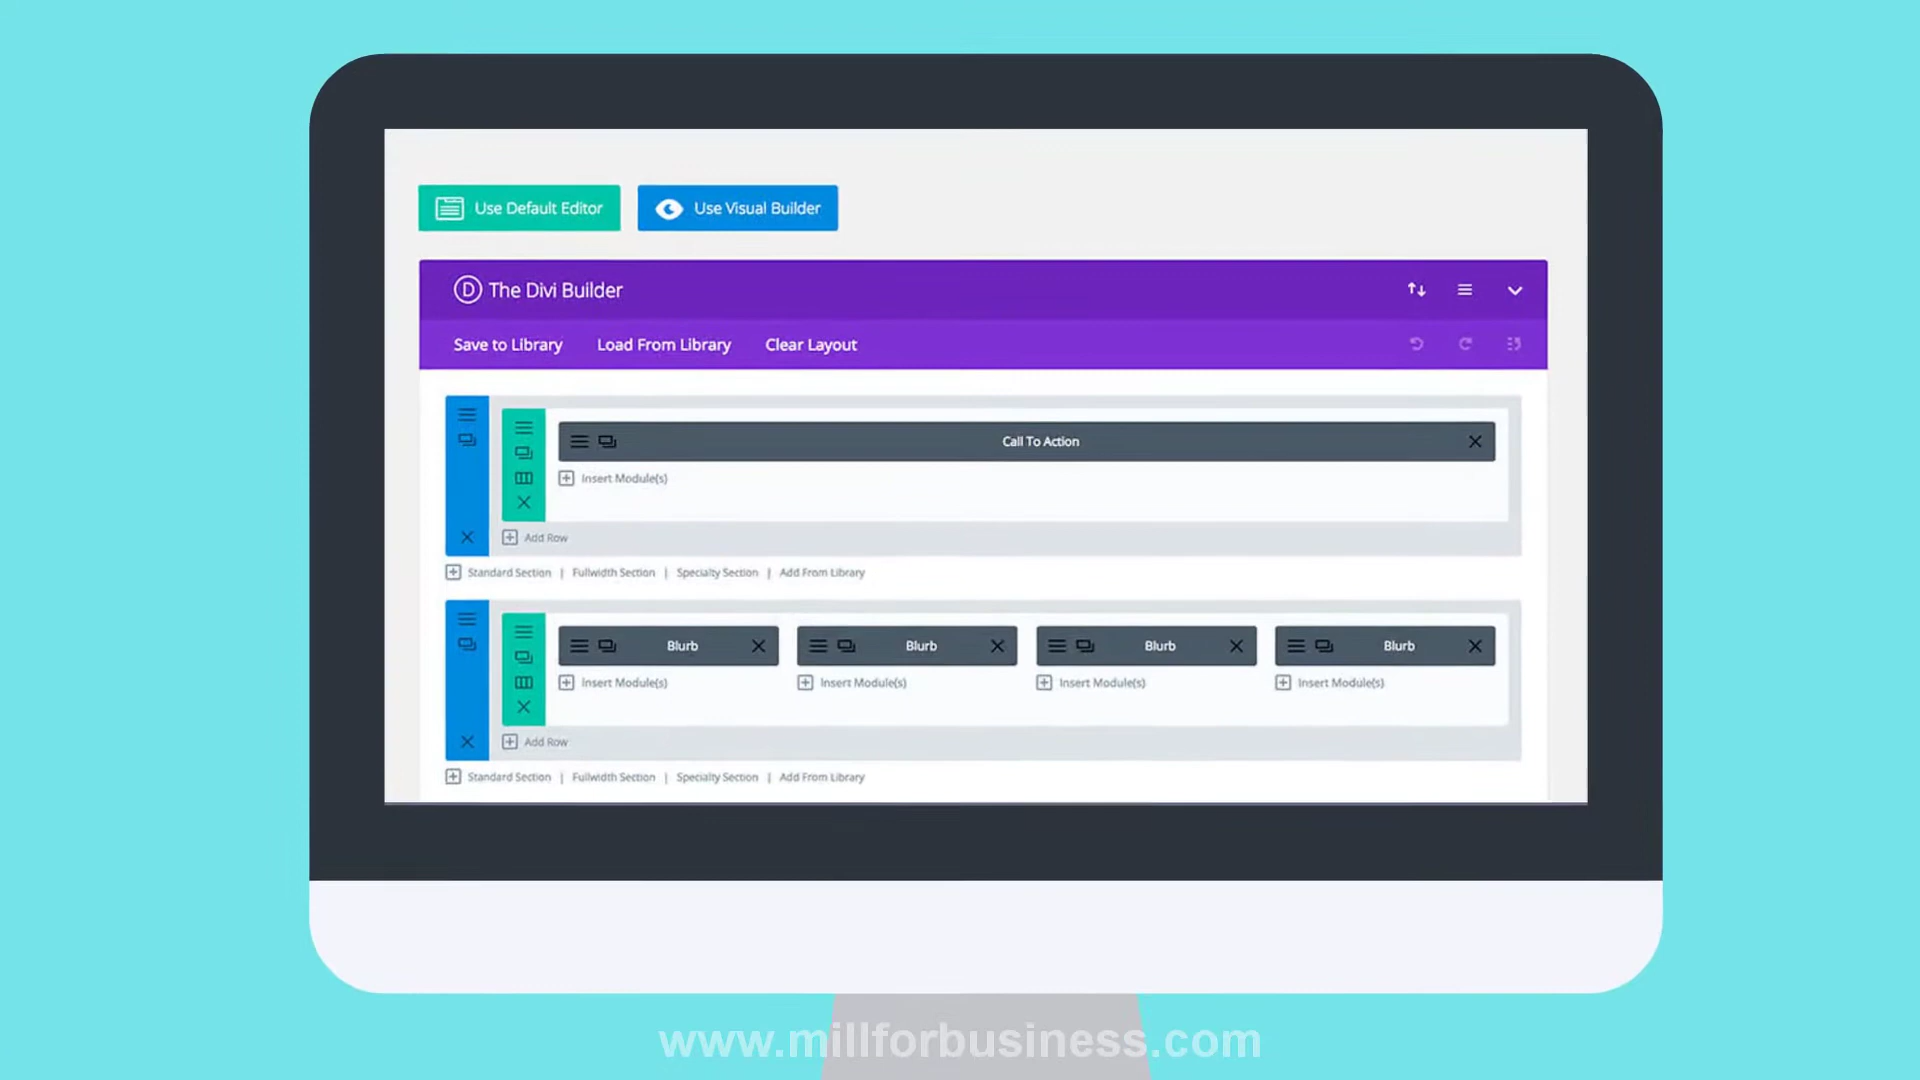 Use Default Editor Use Visual Builder
D The Divi Builder
Save to Library Load From Library Clear Layout
Call To Action
Insert Module(s)
Add Row
Standard Section | Fullwidth Section | Specialty Section | Add From Library
Blurb Blurb Blurb Blurb
Insert Module(s) Insert Module(s) Insert Module(s) Insert Module(s)
Add Row
Standard Section | Fullwidth Section | Specialty Section | Add From Library
www.millforbusiness.com